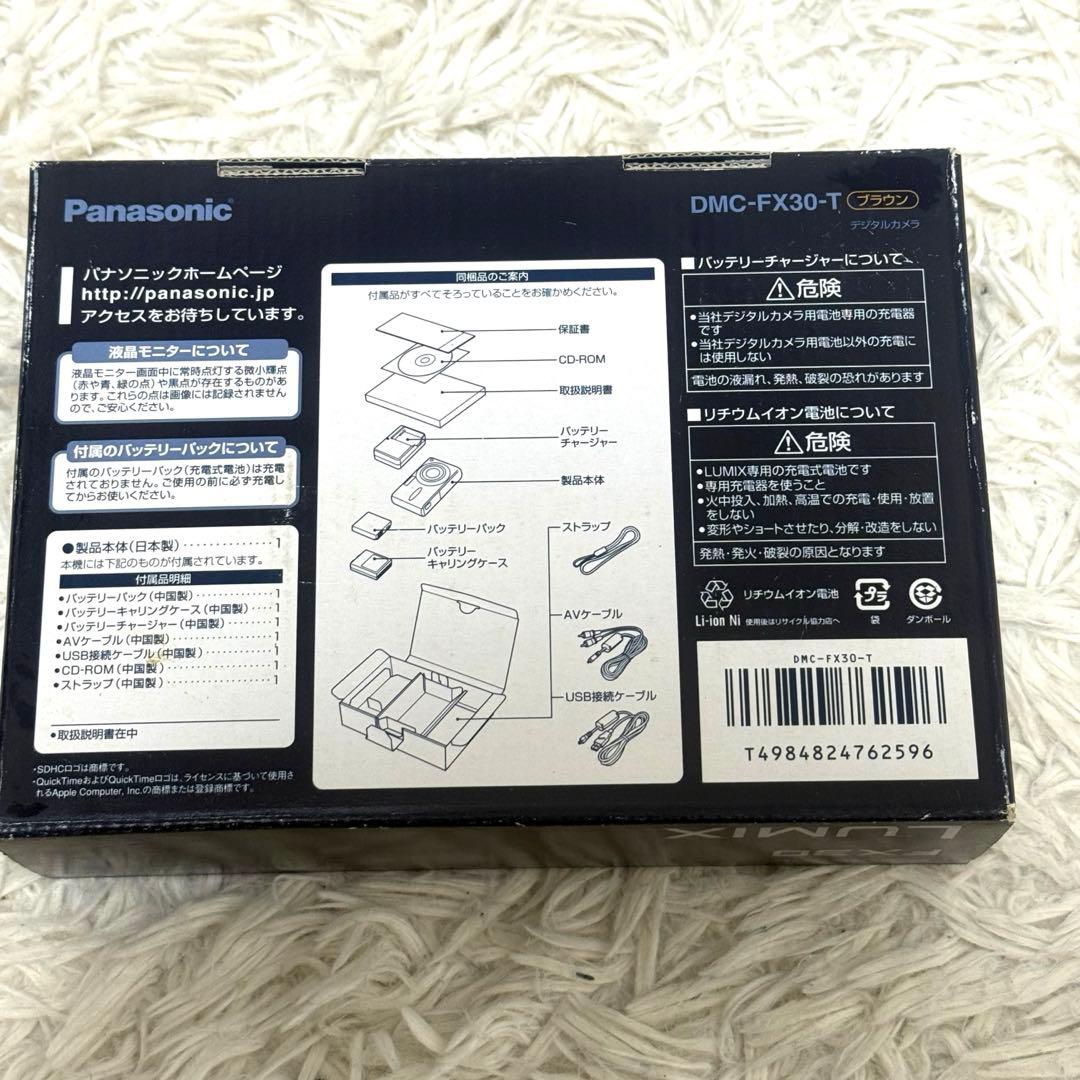 Panasonic
DMC-FX30-T ブラウン
デジタルカメラ
パナソニックホームページ
http://panasonic.jp
アクセスをお待ちしています。
液晶モニターについて
液晶モニター画面中に常時点灯する微小輝点
(赤や青、緑の点)や黒点が存在するものがあ
ります。これらの点は画像には記録されません
ので、ご安心ください。
付属のバッテリーパックについて
付属のバッテリーパック(充電式電池)は充電
されておりません。ご使用の前に必ず充電し
てからお使いください。
●製品本体(日本製)・・・・・・・・・・1
本機には下記のものが付属されています。
付属品明細
•バッテリーパック(中国製)・・・・・・・・1
•バッテリーキャリングケース(中国製)・・・・1
•バッテリーチャージャー(中国製)・・・・・1
•AVケーブル(中国製)・・・・・・・・・・1
•USB接続ケーブル(中国製)・・・・・・・・1
•CD-ROM(中国製)・・・・・・・・・・・1
•ストラップ(中国製)・・・・・・・・・・・1
•取扱説明書在中
・SDHCロゴは商標です。
・QuickTimeおよびQuickTimeロゴは、ライセンスに基づいて使用さ
れるApple Computer, Inc.の商標または登録商標です。
同梱品のご案内
付属品がすべてそろっていることをお確かめください。
保証書
CD-ROM
取扱説明書
バッテリー
チャージャー
製品本体
バッテリーパック
バッテリー
キャリングケース
ストラップ
AVケーブル
USB接続ケーブル
■バッテリーチャージャーについて
危険
•当社デジタルカメラ用電池専用の充電器
です
•当社デジタルカメラ用電池以外の充電に
は使用しない
電池の液漏れ、発熱、破裂の恐れがあります
■リチウムイオン電池について
危険
•LUMIX専用の充電式電池です
•専用充電器を使うこと
•火中投入、加熱、高温での充電・使用・放置
をしない
•変形やショートさせたり、分解・改造をしない
発熱・発火・破裂の原因となります
リチウムイオン電池
Li-ion Ni 使用後はリサイクル協力店へ
プラ
袋
ダンボール
DMC-FX30-T
T4984824762596
LUMIX
FX30